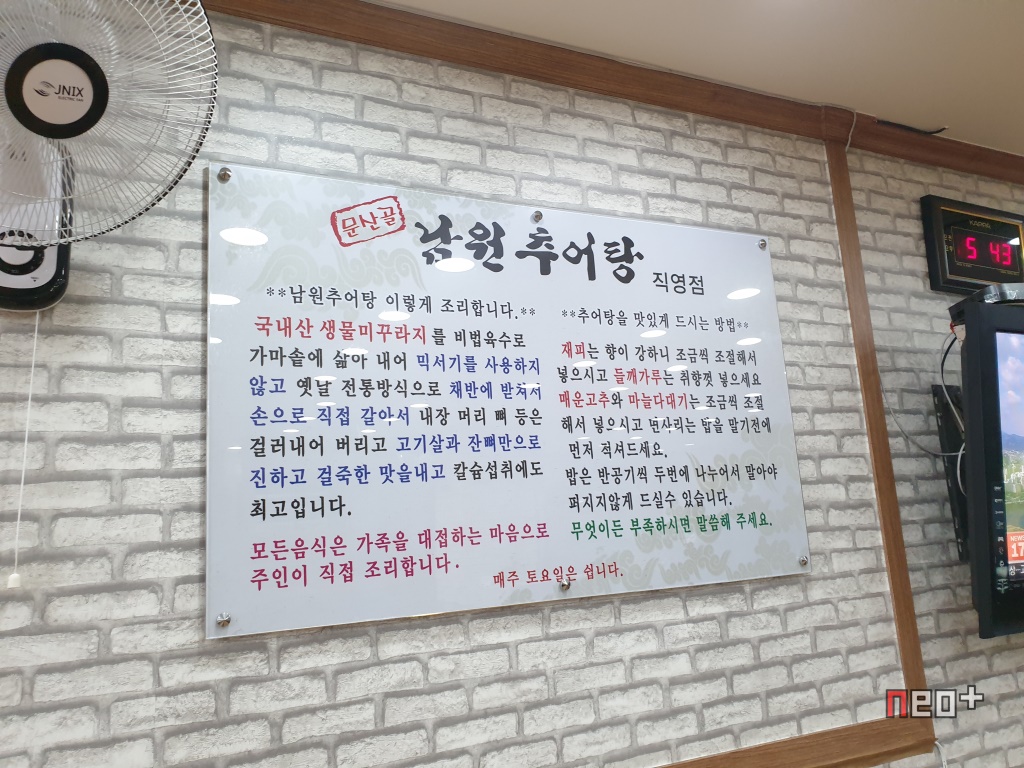 JNIX
문산골
남원추어탕 직영점
**남원추어탕 이렇게 조리합니다.**
국내산 생물미꾸라지를 비법육수로
가마솥에 삶아 내어 믹서기를 사용하지
않고 옛날 전통방식으로 채반에 받쳐서
손으로 직접 갈아서 내장 머리 뼈 등은
걸러내어 버리고 고기살과 잔뼈만으로
진하고 걸죽한 맛을내고 칼슘섭취에도
최고입니다.
모든음식은 가족을 대접하는 마음으로
주인이 직접 조리합니다.
**추어탕을 맛있게 드시는 방법**
재피는 향이 강하니 조금씩 조절해서
넣으시고 들깨가루는 취향껏 넣으세요
매운고추와 마늘다대기는 조금씩 조절
해서 넣으시고 면사리는 밥을 말기전에
먼저 적셔드세요.
밥은 반공기씩 두번에 나누어서 말아야
퍼지지않게 드실수 있습니다.
무엇이든 부족하시면 말씀해 주세요.
매주 토요일은 쉽니다.
5 43
NEWS
17
neo+